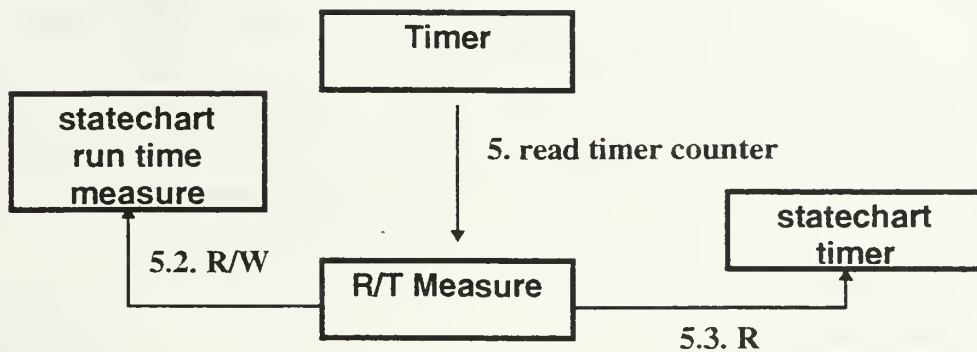 Timer
statechart
run time
measure
5. read timer counter
statechart
timer
5.2. R/W
R/T Measure
5.3. R